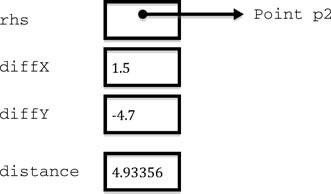 rhs Point p2
diffX 1.5
diffY -4.7
distance 4.93356